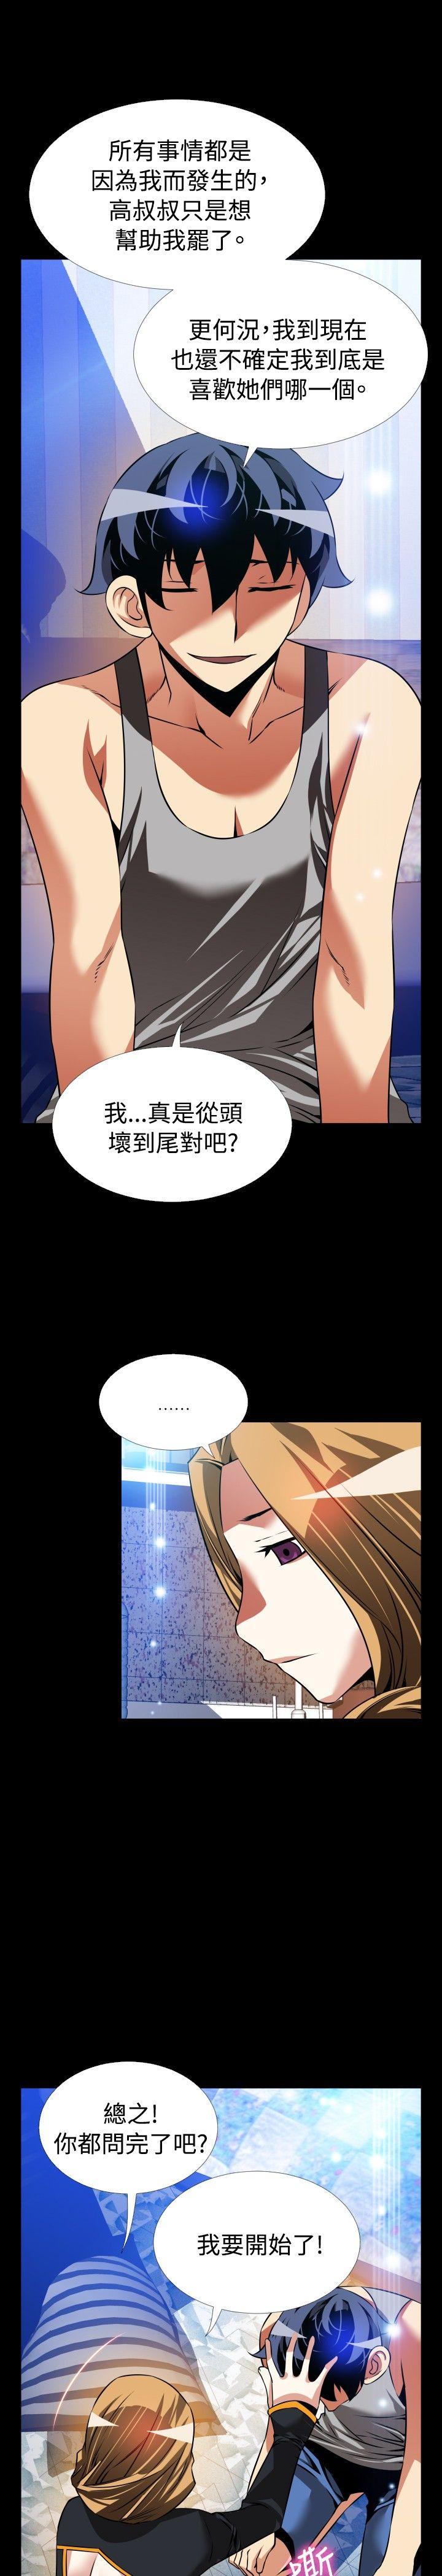 所有事情都是
因為我而發生的,
高叔叔只是想
幫助我罷了。
更何況,我到現在
也還不確定我到底是
喜歡她們哪一個。
我...真是從頭
壞到尾對吧?
......
總之!
你都問完了吧?
我要開始了!
嘶